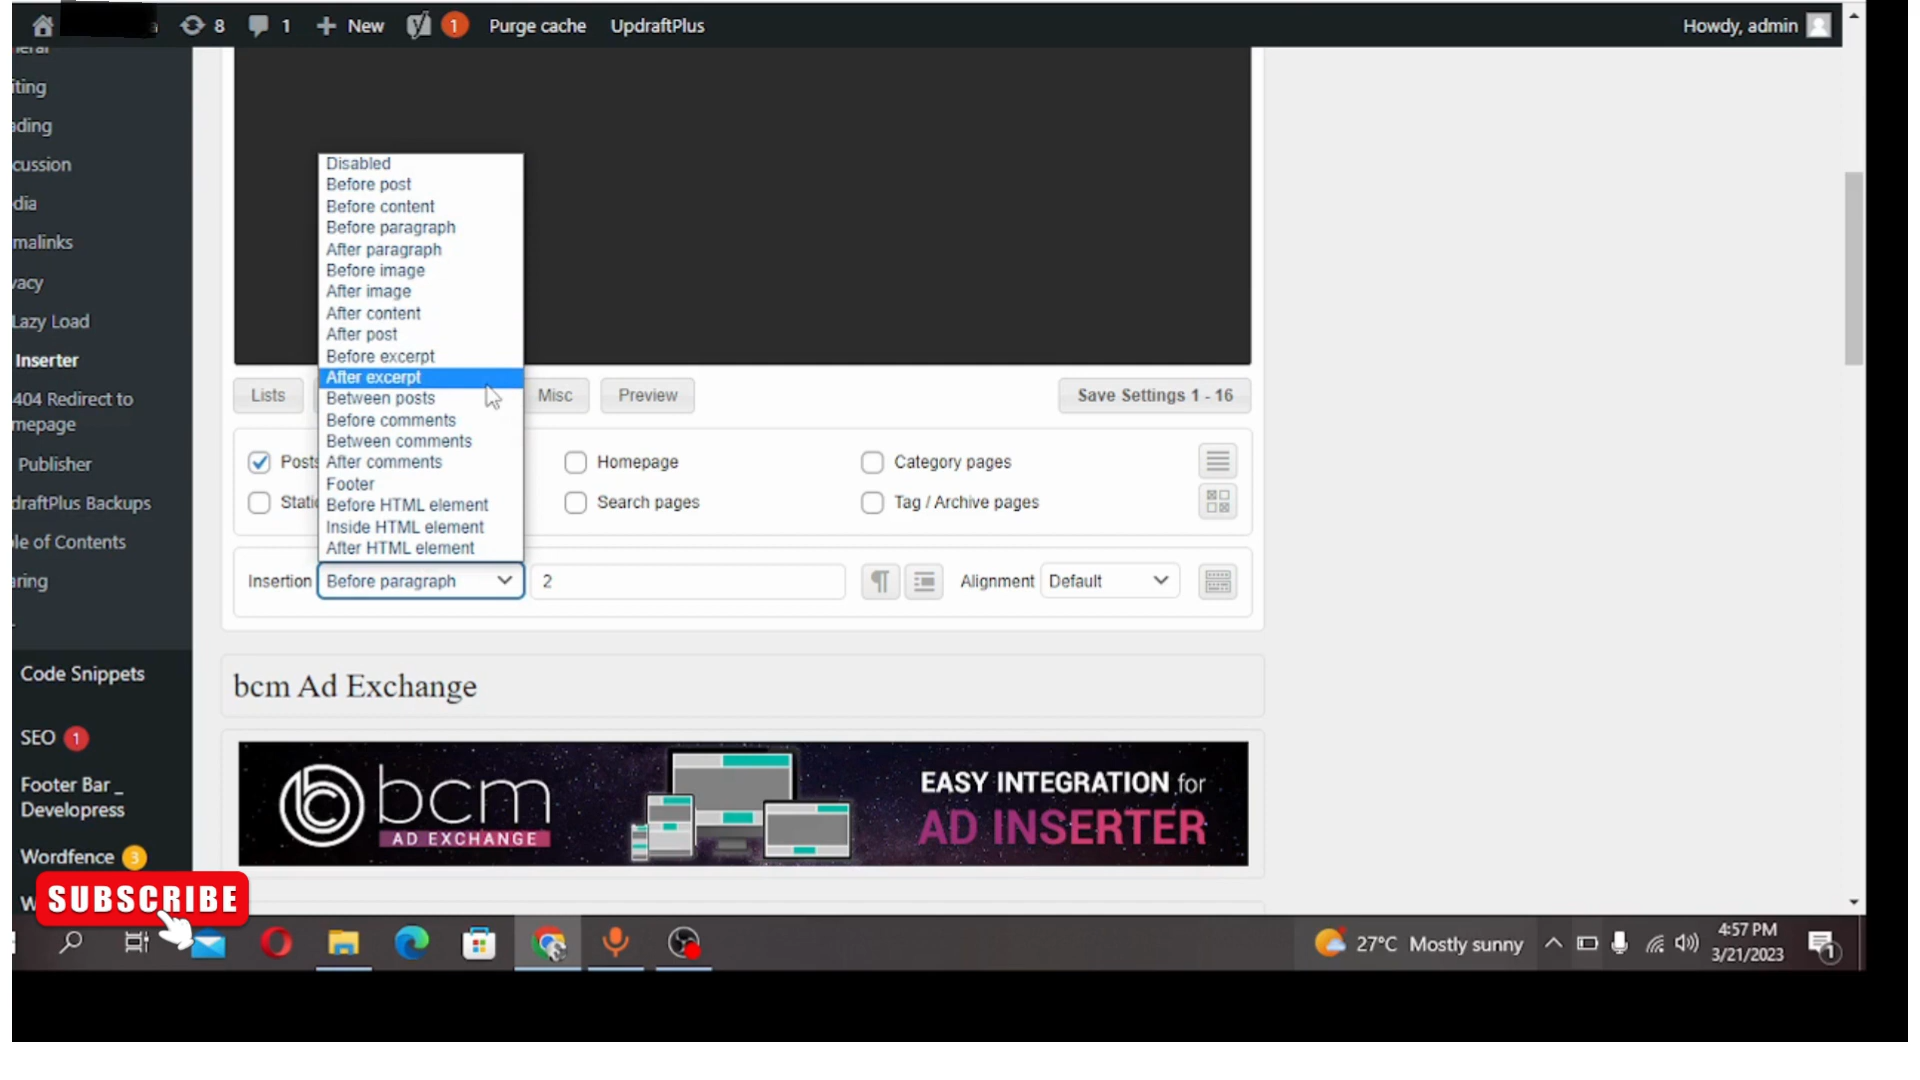 8 1 New 1 Purge cache UpdraftPlus Howdy, admin
iting
ading
cussion
dia
malinks
vacy
Lazy Load
Inserter
404 Redirect to
mepage
Publisher
draftPlus Backups
le of Contents
aring
Code Snippets
SEO 1
Footer Bar _
Developress
Wordfence 3
W
SUBSCRIBE
Disabled
Before post
Before content
Before paragraph
After paragraph
Before image
After image
After content
After post
Before excerpt
After excerpt
Between posts
Before comments
Between comments
After comments
Footer
Before HTML element
Inside HTML element
After HTML element
Lists Misc Preview Save Settings 1 - 16
Posts Homepage Category pages
Static Search pages Tag / Archive pages
Insertion Before paragraph 2 Alignment Default
bcm Ad Exchange
bcm
AD EXCHANGE
EASY INTEGRATION for
AD INSERTER
27°C Mostly sunny
4:57 PM
3/21/2023
1